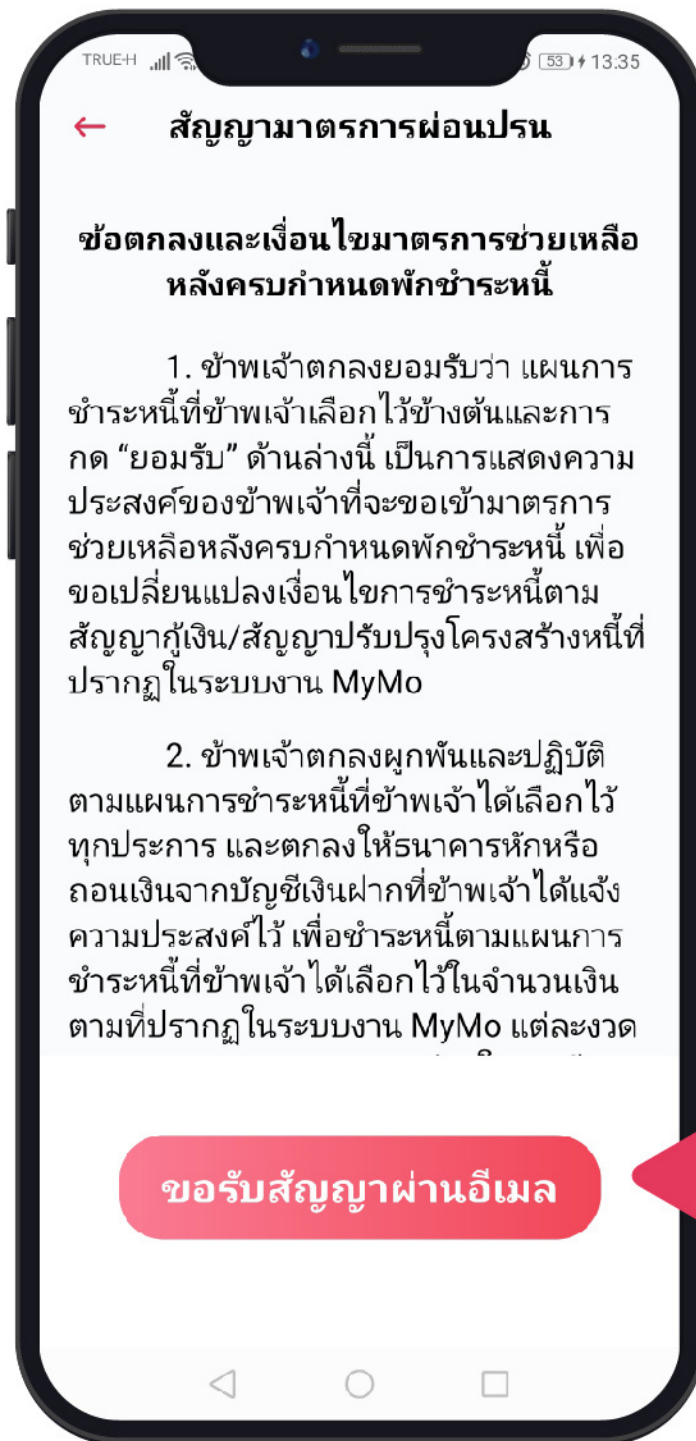 TRUE-H 53 13:35
สัญญามาตรการผ่อนปรน
ข้อตกลงและเงื่อนไขมาตรการช่วยเหลือ
หลังครบกำหนดพักชำระหนี้
1. ข้าพเจ้าตกลงยอมรับว่า แผนการ
ชำระหนี้ที่ข้าพเจ้าเลือกไว้ข้างต้นและการ
กด “ยอมรับ” ด้านล่างนี้ เป็นการแสดงความ
ประสงค์ของข้าพเจ้าที่จะขอเข้ามาตรการ
ช่วยเหลือหลังครบกำหนดพักชำระหนี้ เพื่อ
ขอเปลี่ยนแปลงเงื่อนไขการชำระหนี้ตาม
สัญญากู้เงิน/สัญญาปรับปรุงโครงสร้างหนี้ที่
ปรากฏในระบบงาน MyMo
2. ข้าพเจ้าตกลงผูกพันและปฏิบัติ
ตามแผนการชำระหนี้ที่ข้าพเจ้าได้เลือกไว้
ทุกประการ และตกลงให้ธนาคารหักหรือ
ถอนเงินจากบัญชีเงินฝากที่ข้าพเจ้าได้แจ้ง
ความประสงค์ไว้ เพื่อชำระหนี้ตามแผนการ
ชำระหนี้ที่ข้าพเจ้าได้เลือกไว้ในจำนวนเงิน
ตามที่ปรากฏในระบบงาน MyMo แต่ละงวด
ขอรับสัญญาผ่านอีเมล